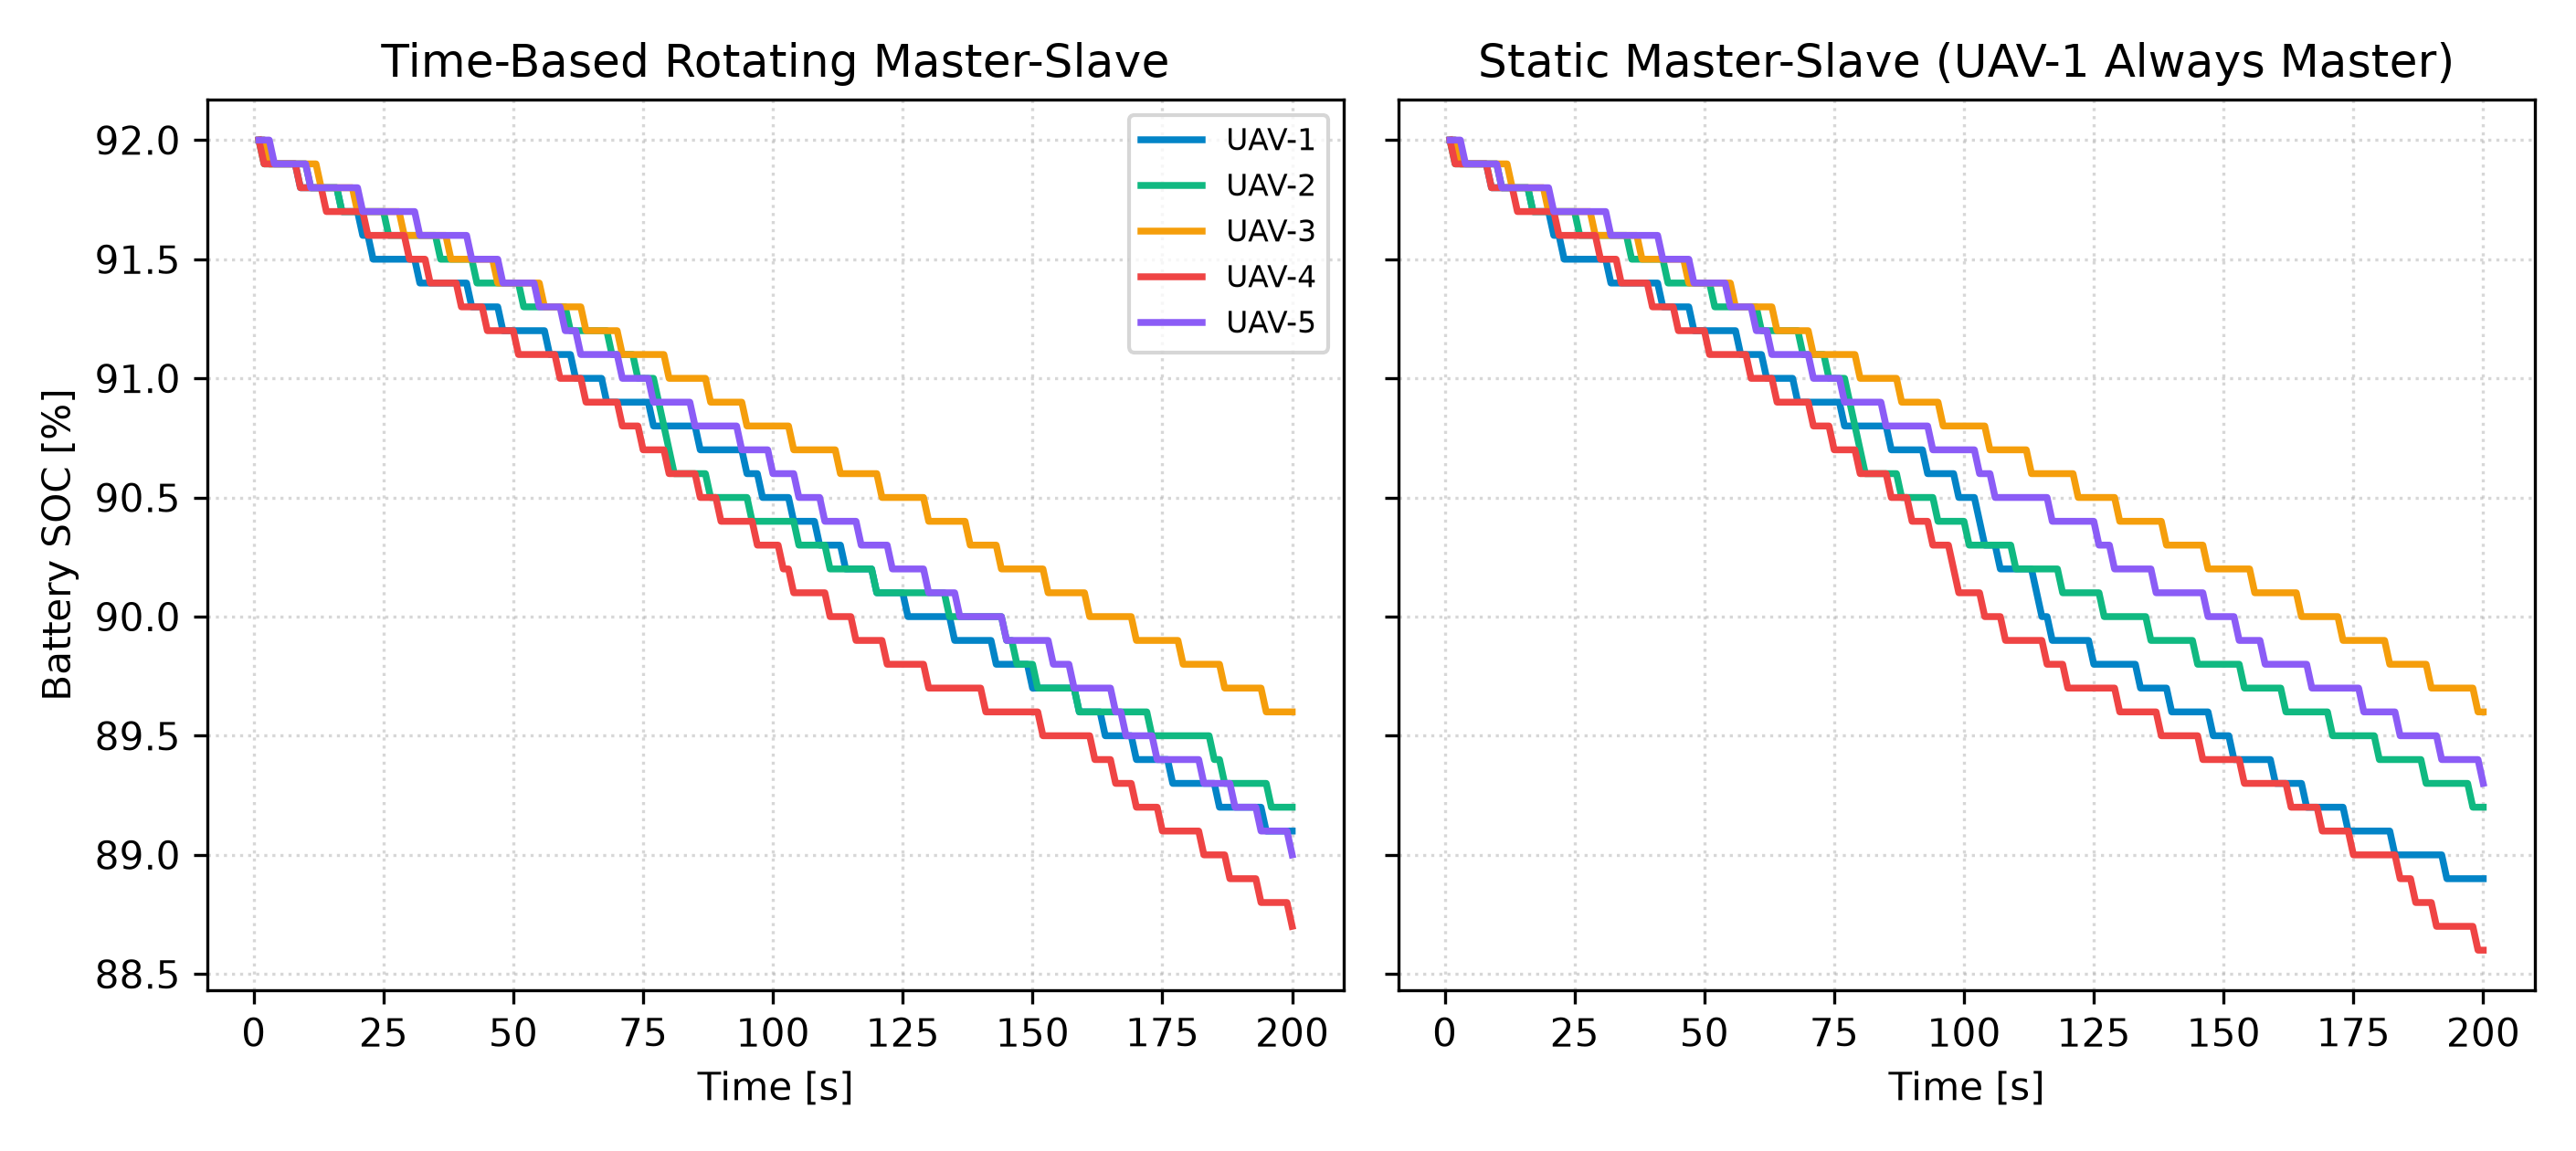 Time-Based Rotating Master-Slave
Battery SOC [%]
92.0
91.5
91.0
90.5
90.0
89.5
89.0
88.5
UAV-1
UAV-2
UAV-3
UAV-4
UAV-5
0 25 50 75 100 125 150 175 200
Time [s]
Static Master-Slave (UAV-1 Always Master)
0 25 50 75 100 125 150 175 200
Time [s]